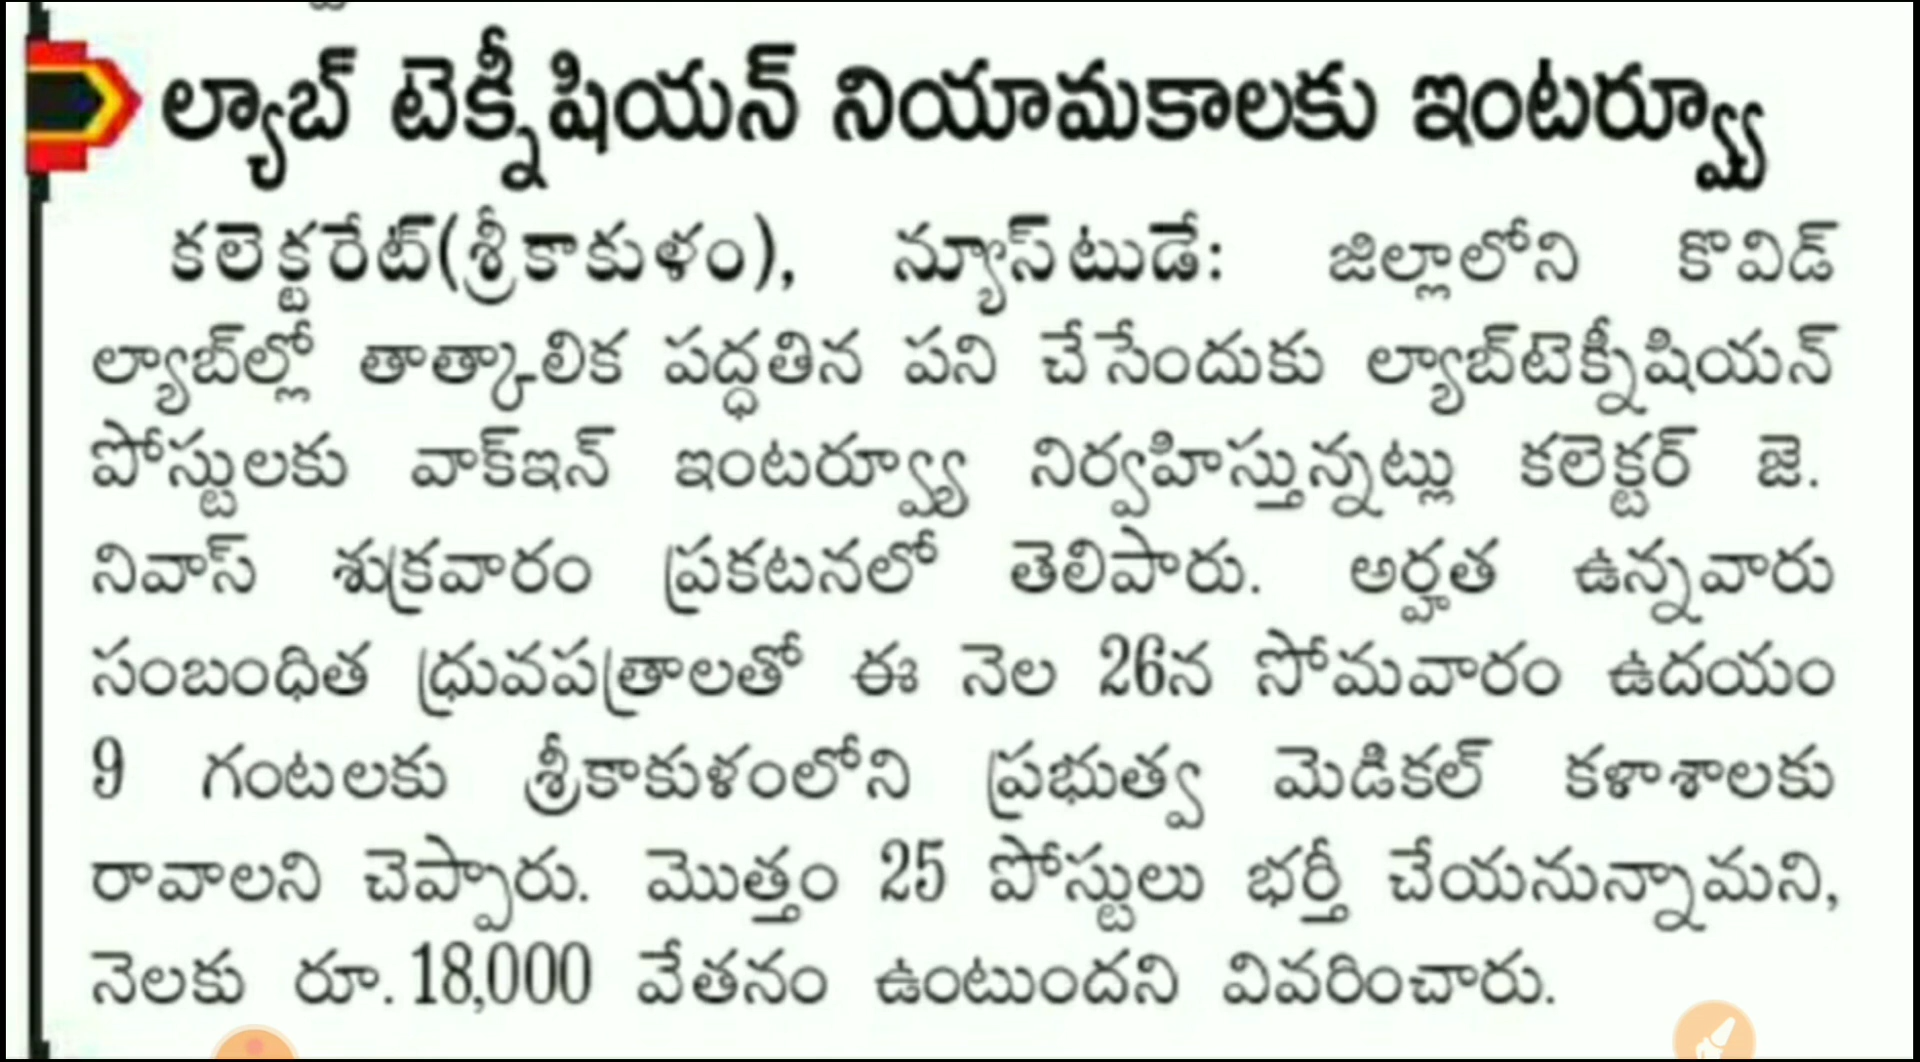 ల్యాబ్ టెక్నీషియన్ నియామకాలకు ఇంటర్వ్యూ
కలెక్టరేట్(శ్రీకాకుళం), న్యూస్‌టుడే: జిల్లాలోని కొవిడ్
ల్యాబ్‌ల్లో తాత్కాలిక పద్ధతిన పని చేసేందుకు ల్యాబ్‌టెక్నీషియన్
పోస్టులకు వాక్‌ఇన్ ఇంటర్వ్యూ నిర్వహిస్తున్నట్లు కలెక్టర్ జె.
నివాస్ శుక్రవారం ప్రకటనలో తెలిపారు. అర్హత ఉన్నవారు
సంబంధిత ధ్రువపత్రాలతో ఈ నెల 26న సోమవారం ఉదయం
9 గంటలకు శ్రీకాకుళంలోని ప్రభుత్వ మెడికల్ కళాశాలకు
రావాలని చెప్పారు. మొత్తం 25 పోస్టులు భర్తీ చేయనున్నామని,
నెలకు రూ.18,000 వేతనం ఉంటుందని వివరించారు.